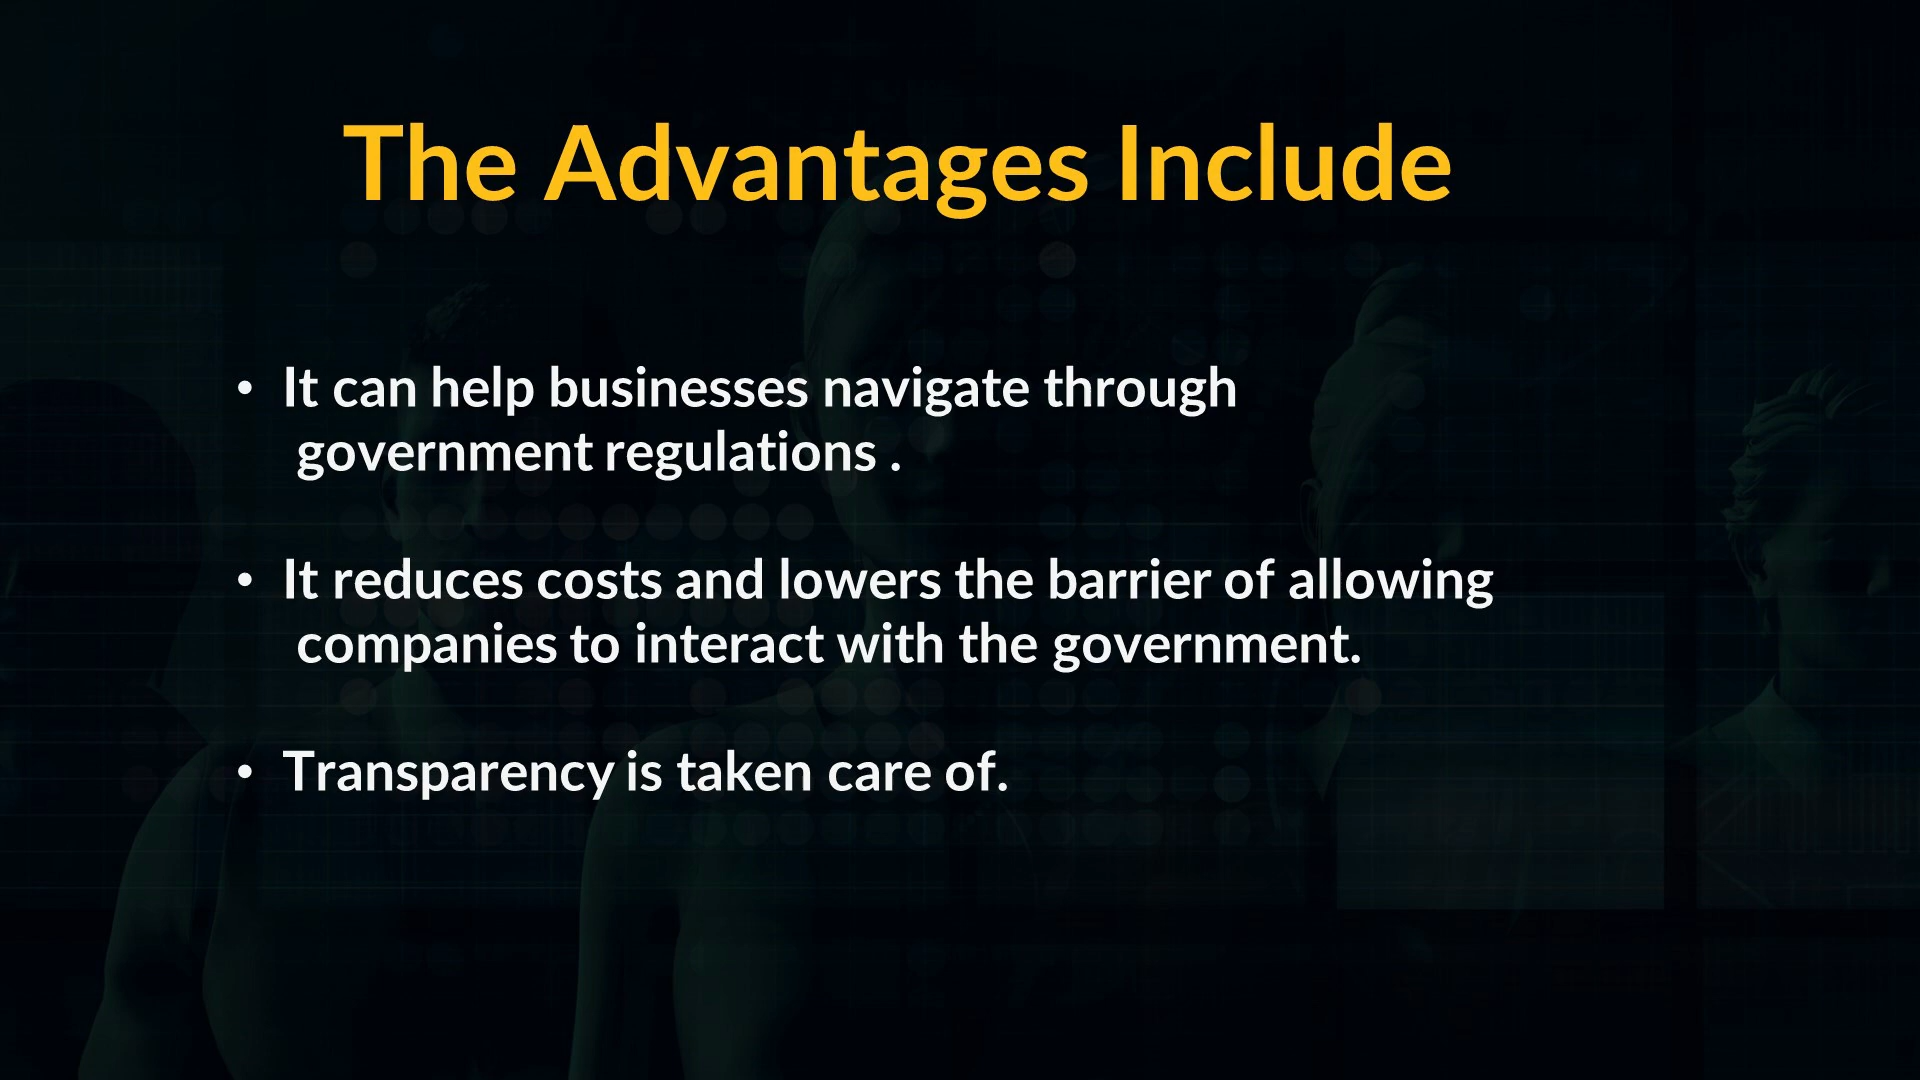 The Advantages Include
• It can help businesses navigate through
government regulations .
• It reduces costs and lowers the barrier of allowing
companies to interact with the government.
• Transparency is taken care of.